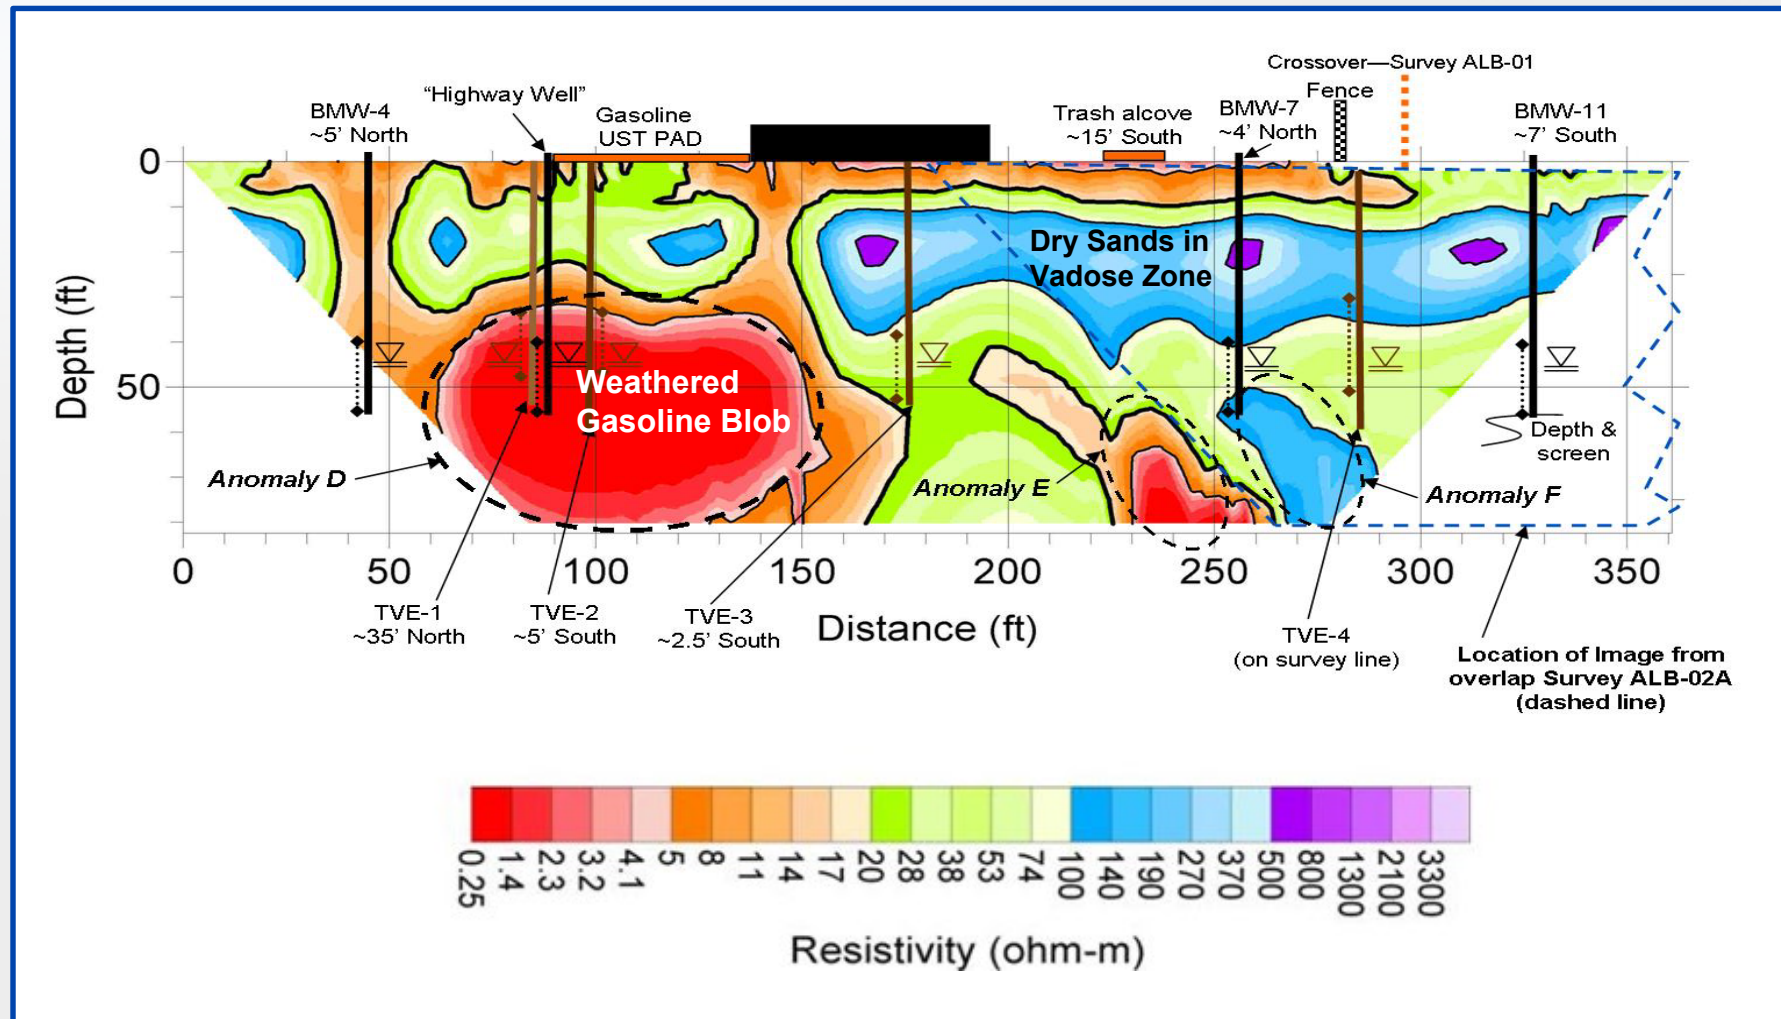 Crossover—Survey ALB-01
Fence
"Highway Well"
BMW-4
~5' North
Gasoline
UST PAD
Trash alcove
~15' South
BMW-7
~4' North
BMW-11
~7' South
0
50
Depth (ft)
Dry Sands in
Vadose Zone
Weathered
Gasoline Blob
Anomaly D
Anomaly E
Anomaly F
Depth &
screen
0
50
100
150
200
250
300
350
Distance (ft)
TVE-1
~35' North
TVE-2
~5' South
TVE-3
~2.5' South
TVE-4
(on survey line)
Location of Image from
overlap Survey ALB-02A
(dashed line)
0.25
1.4
2.3
3.2
4.1
5
8
11
14
17
20
28
38
53
74
100
140
190
270
370
500
800
1300
2100
3300
Resistivity (ohm-m)